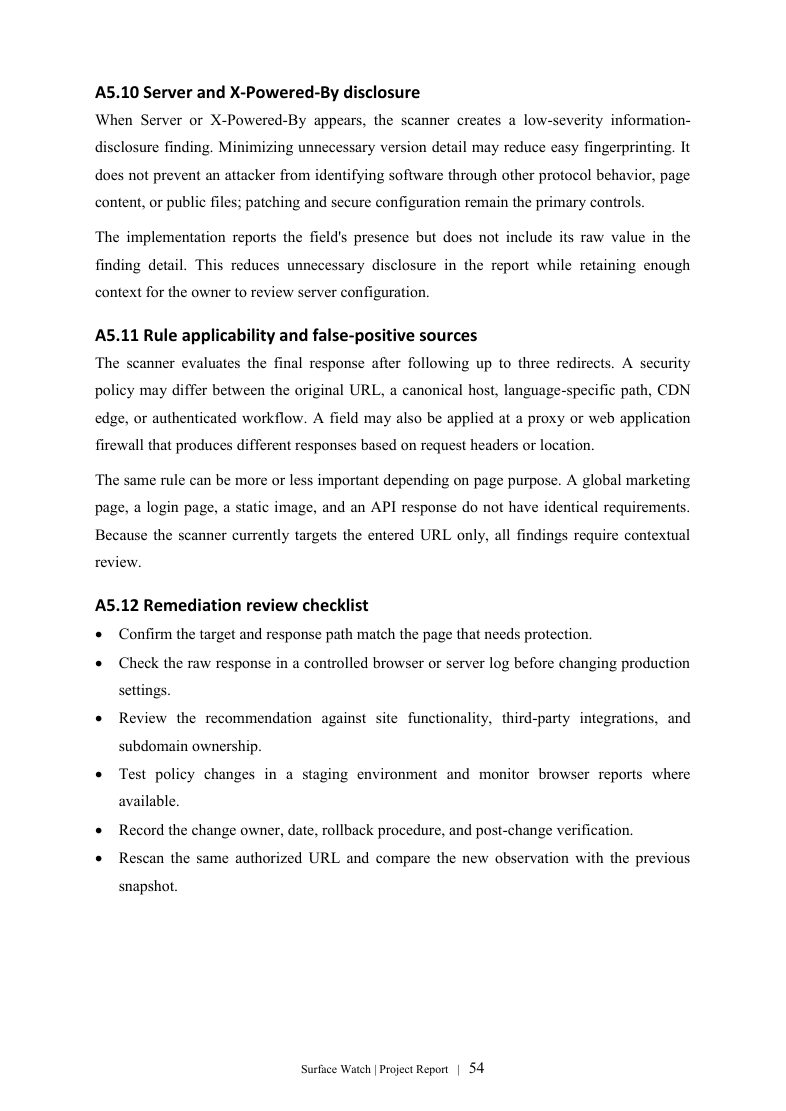 A5.10 Server and X-Powered-By disclosure
When Server or X-Powered-By appears, the scanner creates a low-severity information-
disclosure finding. Minimizing unnecessary version detail may reduce easy fingerprinting. It
does not prevent an attacker from identifying software through other protocol behavior, page
content, or public files; patching and secure configuration remain the primary controls.
The implementation reports the field's presence but does not include its raw value in the
finding detail. This reduces unnecessary disclosure in the report while retaining enough
context for the owner to review server configuration.
A5.11 Rule applicability and false-positive sources
The scanner evaluates the final response after following up to three redirects. A security
policy may differ between the original URL, a canonical host, language-specific path, CDN
edge, or authenticated workflow. A field may also be applied at a proxy or web application
firewall that produces different responses based on request headers or location.
The same rule can be more or less important depending on page purpose. A global marketing
page, a login page, a static image, and an API response do not have identical requirements.
Because the scanner currently targets the entered URL only, all findings require contextual
review.
A5.12 Remediation review checklist
• Confirm the target and response path match the page that needs protection.
• Check the raw response in a controlled browser or server log before changing production
settings.
• Review the recommendation against site functionality, third-party integrations, and
subdomain ownership.
• Test policy changes in a staging environment and monitor browser reports where
available.
• Record the change owner, date, rollback procedure, and post-change verification.
• Rescan the same authorized URL and compare the new observation with the previous
snapshot.
Surface Watch | Project Report | 54